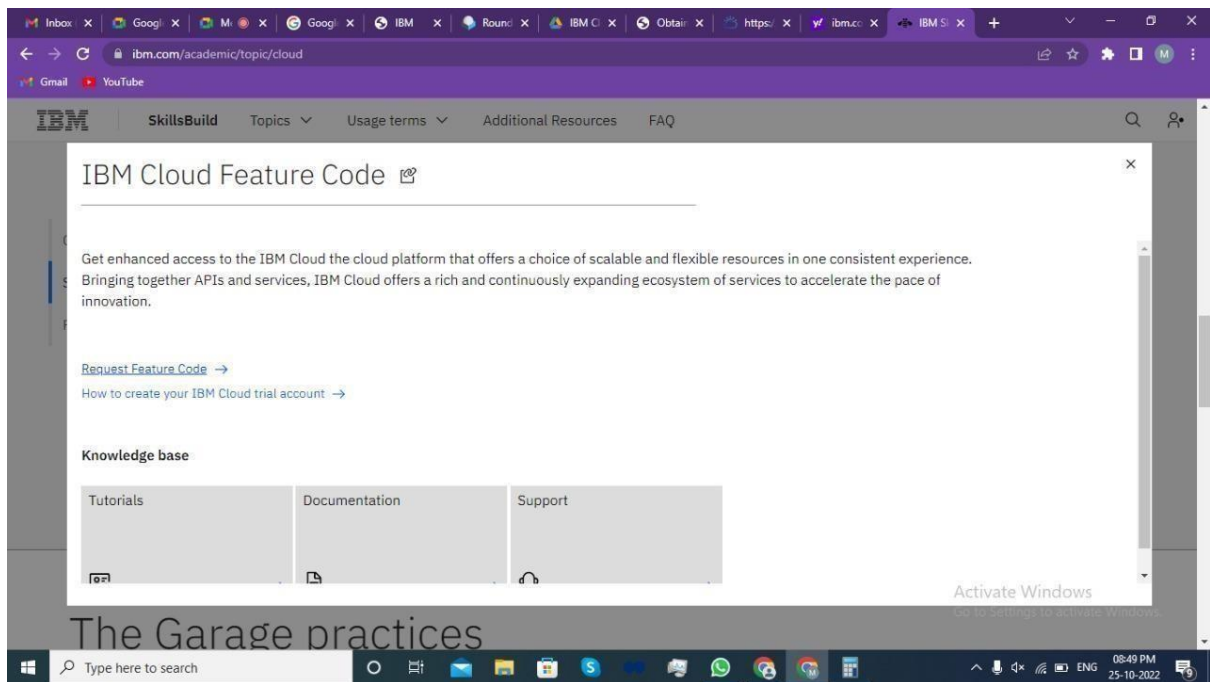 Inbox
Googl
M
Googl
IBM
Round
IBM Cl
Obtain
https:/
ibm.cc
IBM S
ibm.com/academic/topic/cloud
M
Gmail
YouTube
IBM SkillsBuild Topics Usage terms Additional Resources FAQ
IBM Cloud Feature Code
Get enhanced access to the IBM Cloud the cloud platform that offers a choice of scalable and flexible resources in one consistent experience.
Bringing together APIs and services, IBM Cloud offers a rich and continuously expanding ecosystem of services to accelerate the pace of
innovation.
Request Feature Code →
How to create your IBM Cloud trial account →
Knowledge base
Tutorials
Documentation
Support
Activate Windows
Go to Settings to activate Windows.
The Garage practices
Type here to search
ENG
08:49 PM
25-10-2022